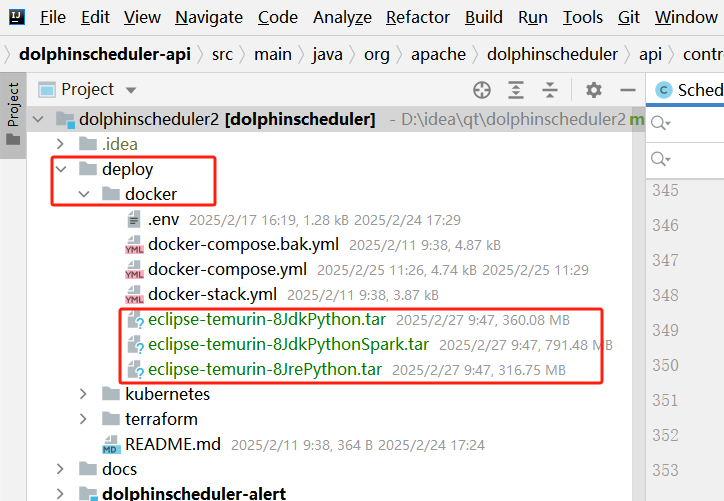 File Edit View Navigate Code Analyze Refactor Build Run Tools Git Window
dolphinscheduler-api src main java org apache dolphinscheduler api contr
Project
Project
Sched
dolphinscheduler2 [dolphinscheduler] - D:\idea\qt\dolphinscheduler2 m
.idea
deploy
docker
345
.env 2025/2/17 16:19, 1.28 kB 2025/2/24 17:29
346
docker-compose.bak.yml 2025/2/11 9:38, 4.87 kB
347
docker-compose.yml 2025/2/25 11:26, 4.74 kB 2025/2/25 11:29
348
docker-stack.yml 2025/2/11 9:38, 3.87 kB
eclipse-temurin-8JdkPython.tar 2025/2/27 9:47, 360.08 MB
349
eclipse-temurin-8JdkPythonSpark.tar 2025/2/27 9:47, 791.48 MB
350
eclipse-temurin-8JrePython.tar 2025/2/27 9:47, 316.75 MB
kubernetes
351
terraform
352
README.md 2025/2/11 9:38, 364 B 2025/2/24 17:24
docs
353
dolphinscheduler-alert